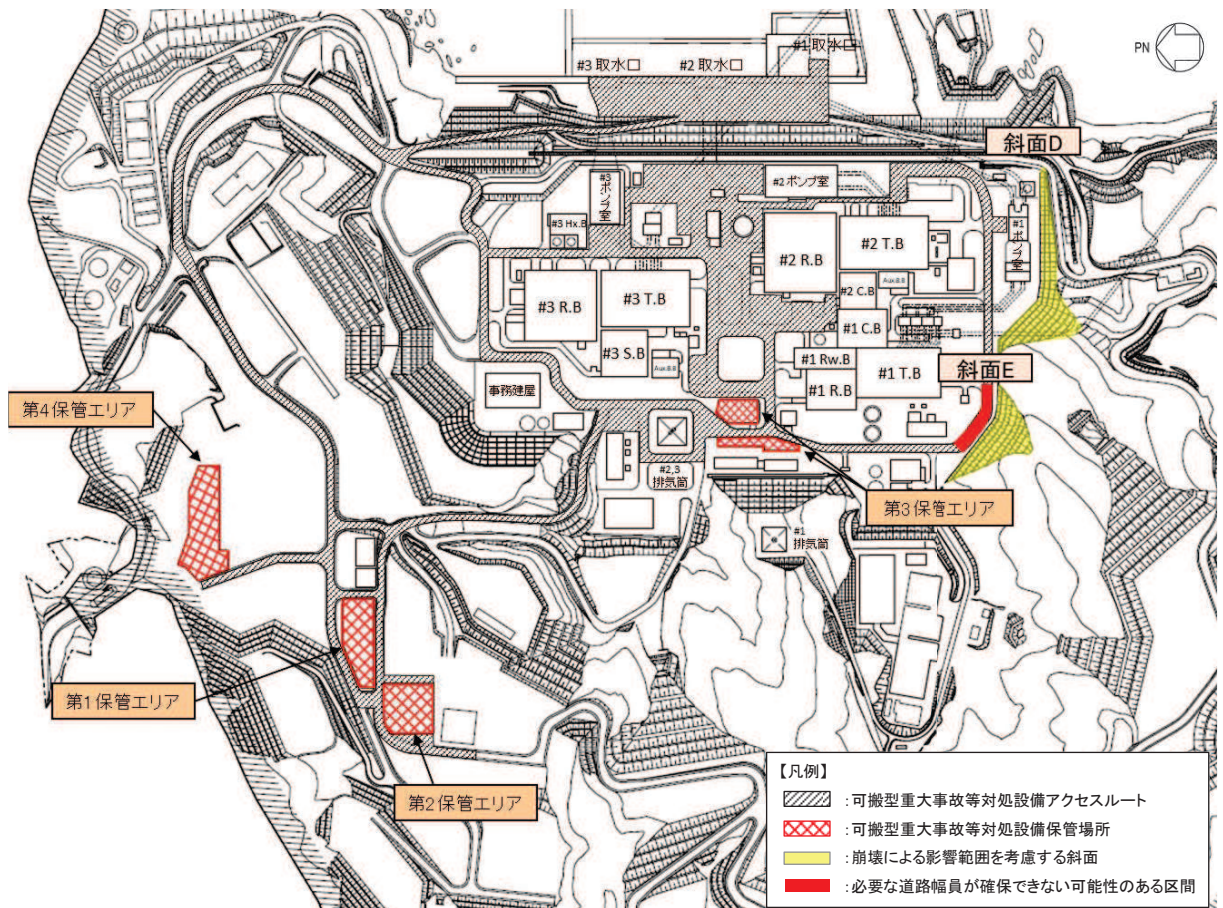 #1取水口
#3取水口
#2取水口
PN
斜面D
#3
ポンプ室
#2ポンプ室
#3 Hx.B
#1
ポンプ室
#2 R.B
#2 T.B
#2 C.B
Aux.B.B
#3 R.B
#3 T.B
#1 C.B
#3 S.B
Aux.B.B
#1 Rw.B
#1 R.B
#1 T.B
斜面E
事務建屋
第4保管エリア
#2,3
排気筒
第3保管エリア
#1
排気筒
第1保管エリア
第2保管エリア
【凡例】
:可搬型重大事故等対処設備アクセスルート
:可搬型重大事故等対処設備保管場所
:崩壊による影響範囲を考慮する斜面
:必要な道路幅員が確保できない可能性のある区間